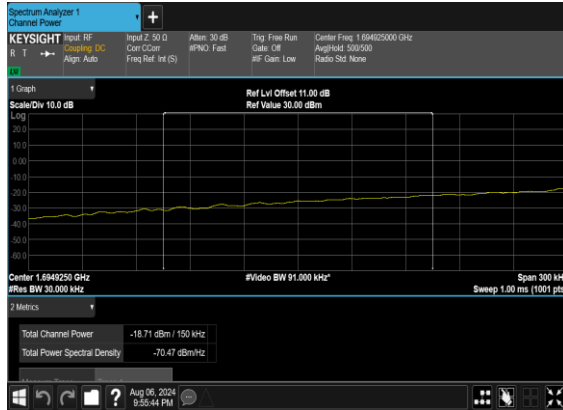 Spectrum Analyzer 1
Channel Power
+
KEYSIGHT Input: RF Input Z: 50 Ω Atten: 30 dB Trig: Free Run Center Freq: 1.694925000 GHz
R T Coupling: DC Corr CCorr #PNO: Fast Gate: Off Avg|Hold: 500/500
Align: Auto Freq Ref: Int (S) #IF Gain: Low Radio Std: None
1 Graph
Ref Lvl Offset 11.00 dB
Scale/Div 10.0 dB Ref Value 30.00 dBm
Log
20.0
10.0
0.00
-10.0
-20.0
-30.0
-40.0
-50.0
-60.0
Center 1.6949250 GHz #Video BW 91.000 kHz* Span 300 kH
#Res BW 30.000 kHz Sweep 1.00 ms (1001 pts
2 Metrics
Total Channel Power -18.71 dBm / 150 kHz
Total Power Spectral Density -70.47 dBm/Hz
? Aug 06, 2024
9:55:44 PM